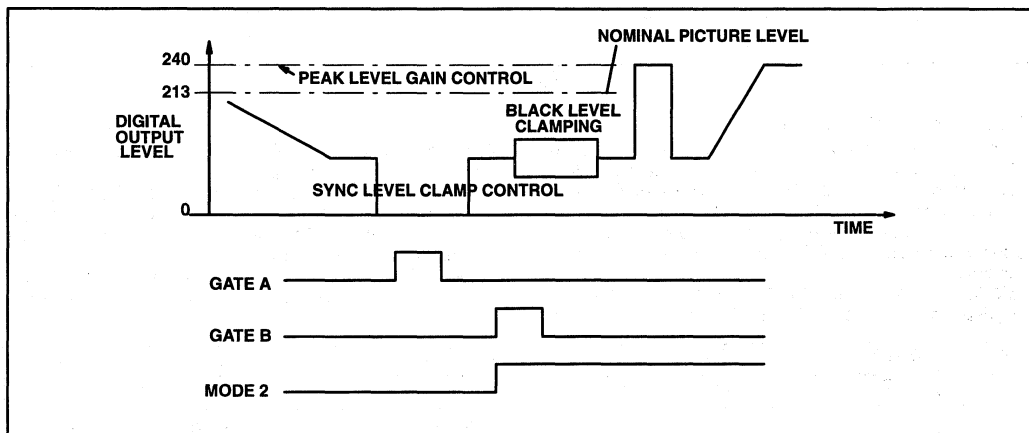 NOMINAL PICTURE LEVEL
240
PEAK LEVEL GAIN CONTROL
213
BLACK LEVEL
CLAMPING
DIGITAL
OUTPUT
LEVEL
SYNC LEVEL CLAMP CONTROL
0
TIME
GATE A
GATE B
MODE 2